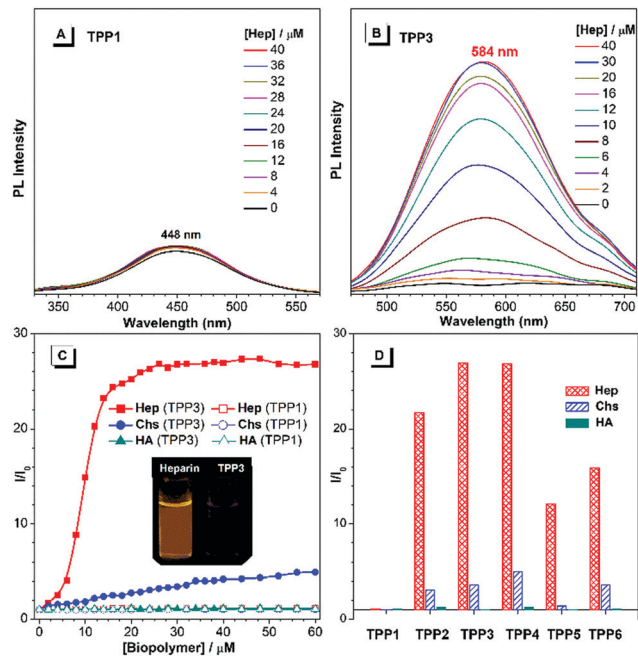 A
TPP1
[Hep] / μM
40
36
32
28
24
20
16
12
8
4
0
448 nm
PL Intensity
350 400 450 500 550
Wavelength (nm)
B
TPP3
584 nm
[Hep] / μM
40
30
20
16
12
10
8
6
4
2
0
PL Intensity
500 550 600 650 700
Wavelength (nm)
C
30
20
10
0
I/I0
Hep (TPP3) Hep (TPP1)
Chs (TPP3) Chs (TPP1)
HA (TPP3) HA (TPP1)
Heparin TPP3
0 10 20 30 40 50 60
[Biopolymer] / μM
D
30
20
10
0
I/I0
Hep
Chs
HA
TPP1 TPP2 TPP3 TPP4 TPP5 TPP6